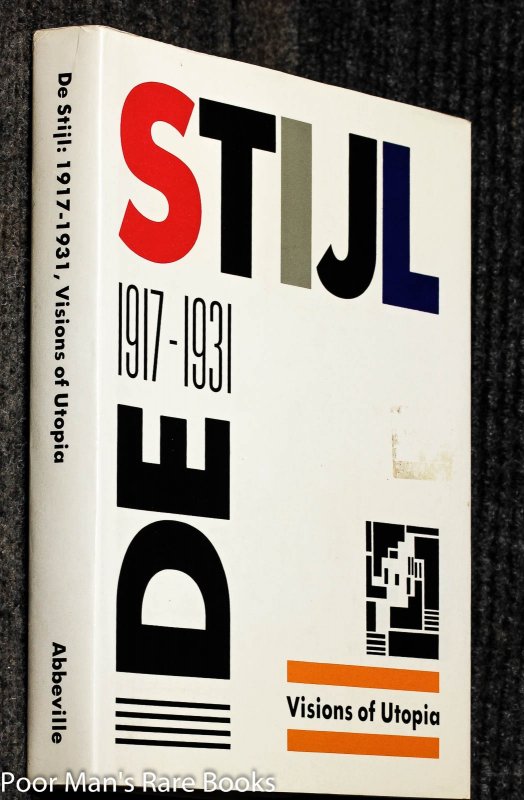 De Stijl: 1917-1931, Visions of Utopia
Abbeville
STIJL
1917-1931
DE
Visions of Utopia
Poor Man's Rare Books